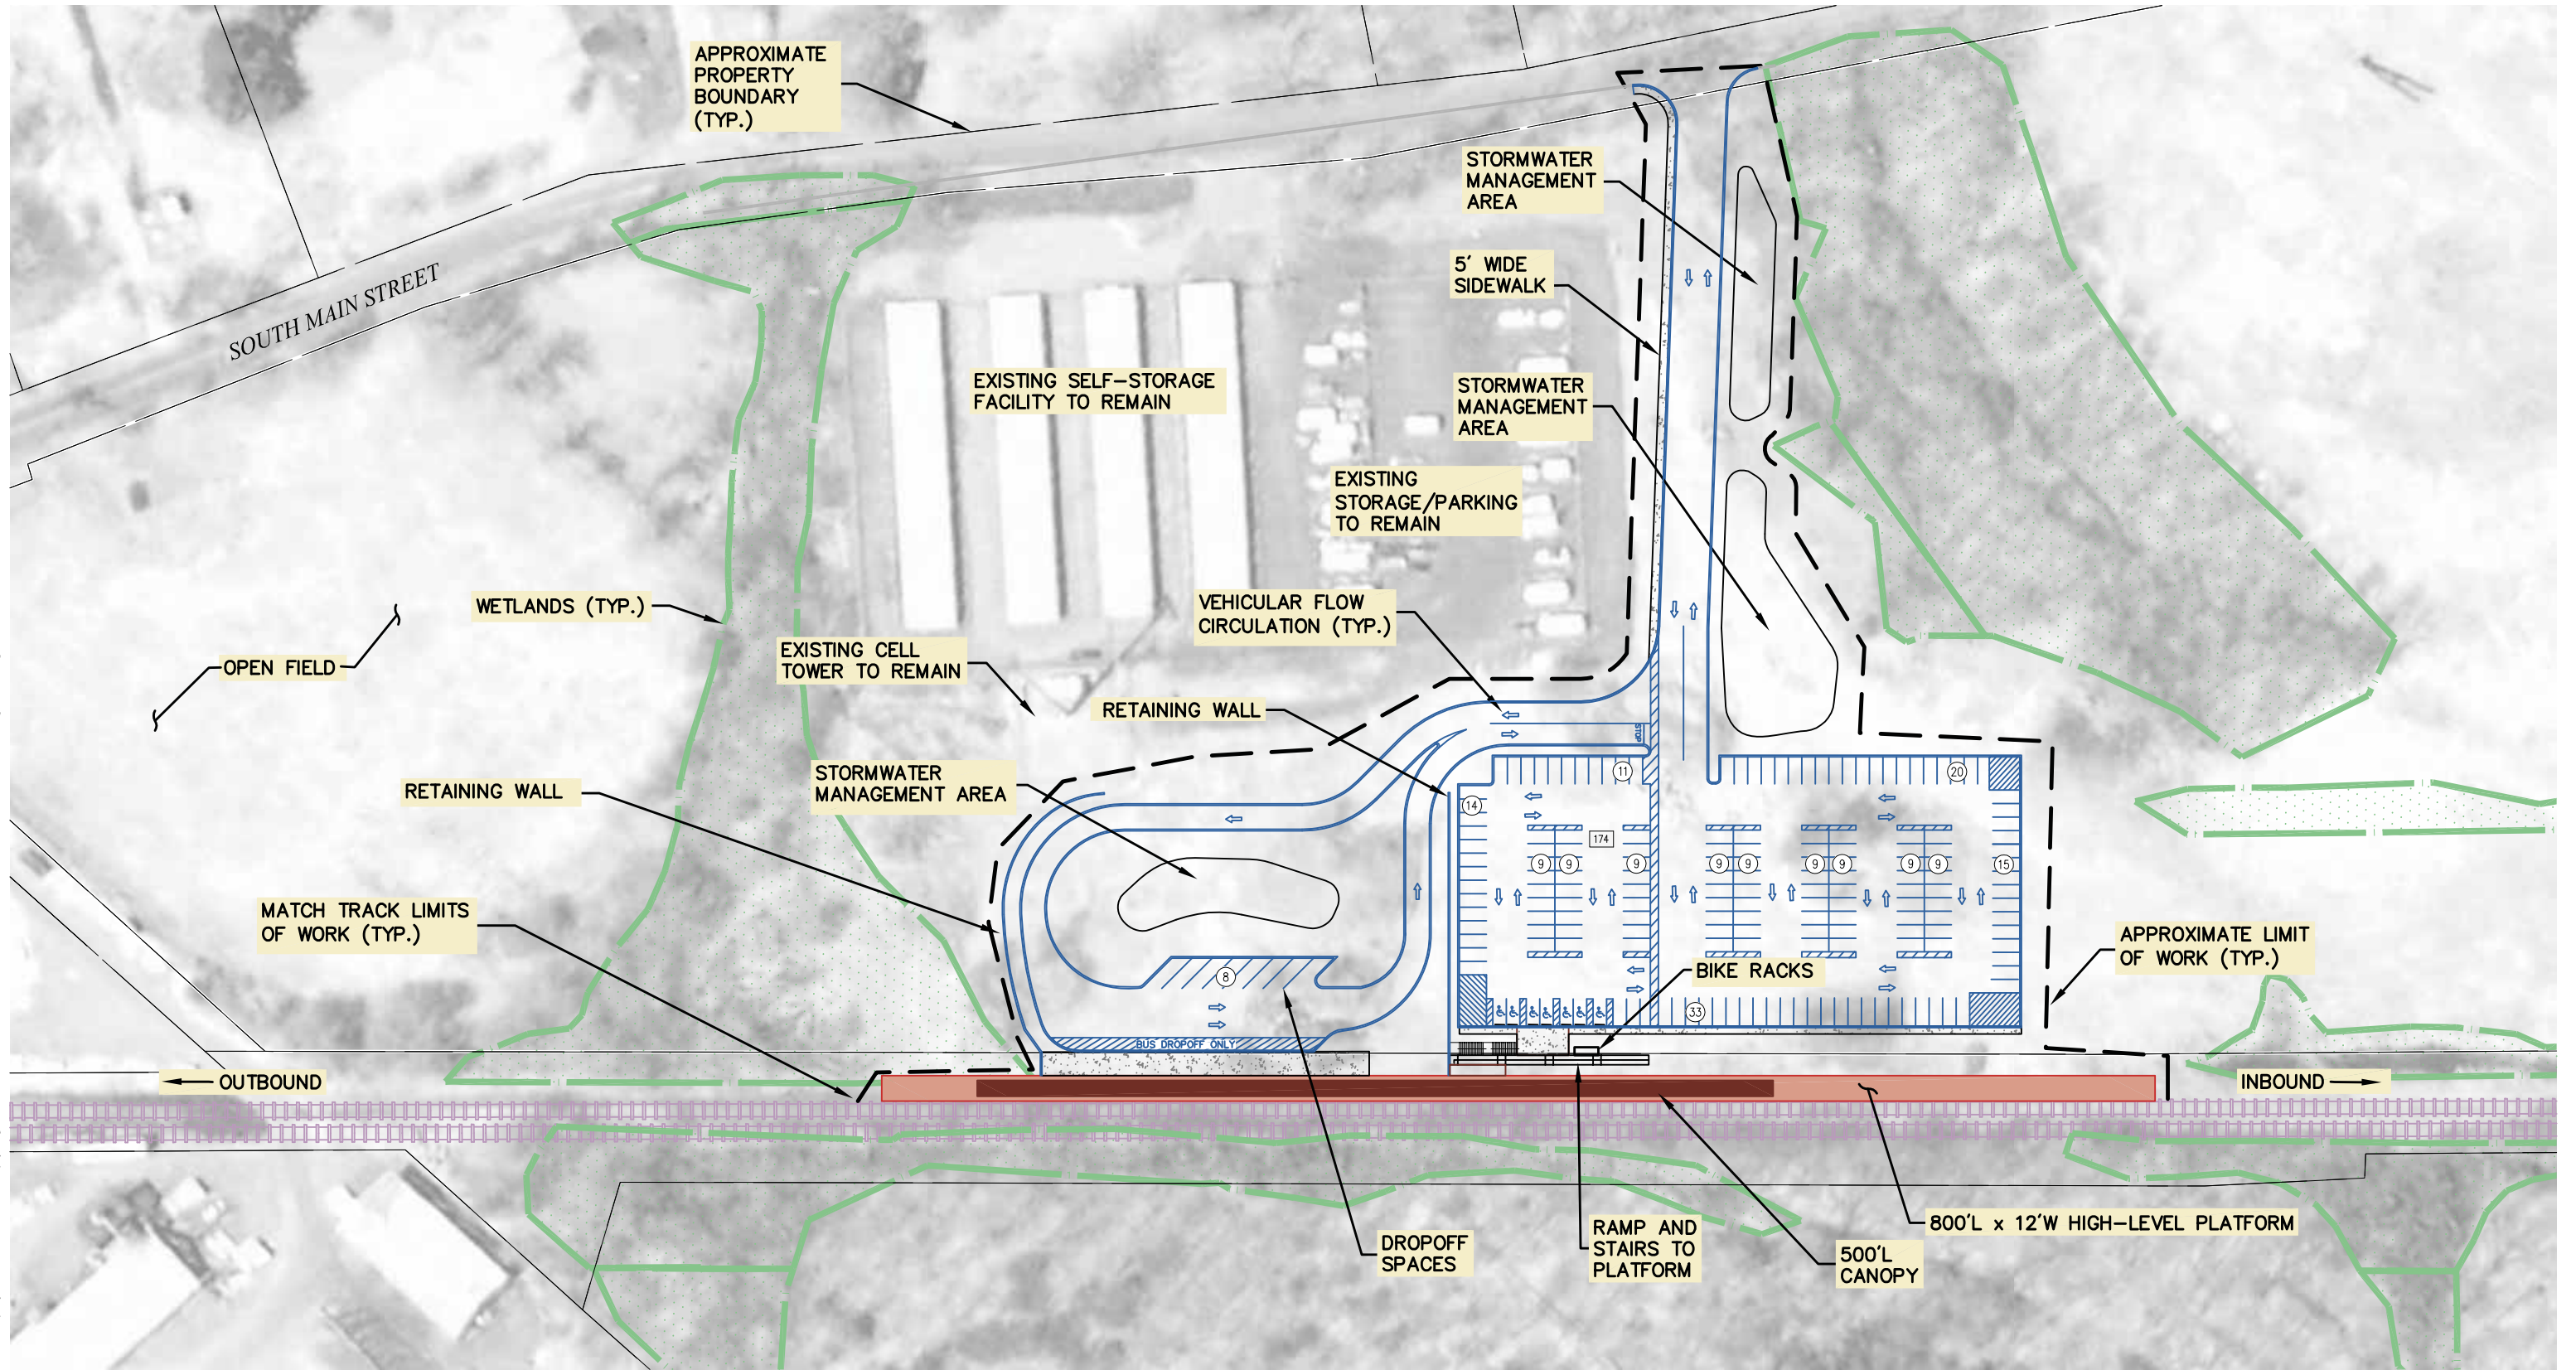 APPROXIMATE
PROPERTY
BOUNDARY
(TYP.)
STORMWATER
MANAGEMENT
AREA
SOUTH MAIN STREET
5' WIDE
SIDEWALK
EXISTING SELF-STORAGE
FACILITY TO REMAIN
STORMWATER
MANAGEMENT
AREA
EXISTING
STORAGE/PARKING
TO REMAIN
WETLANDS (TYP.)
VEHICULAR FLOW
CIRCULATION (TYP.)
OPEN FIELD
EXISTING CELL
TOWER TO REMAIN
RETAINING WALL
STOP
RETAINING WALL
STORMWATER
MANAGEMENT AREA
11
20
14
174
9
9
9
9
9
9
9
9
9
15
MATCH TRACK LIMITS
OF WORK (TYP.)
APPROXIMATE LIMIT
OF WORK (TYP.)
8
BIKE RACKS
33
BUS DROPOFF ONLY
OUTBOUND
INBOUND
DROPOFF
SPACES
RAMP AND
STAIRS TO
PLATFORM
500'L
CANOPY
800'L x 12'W HIGH-LEVEL PLATFORM